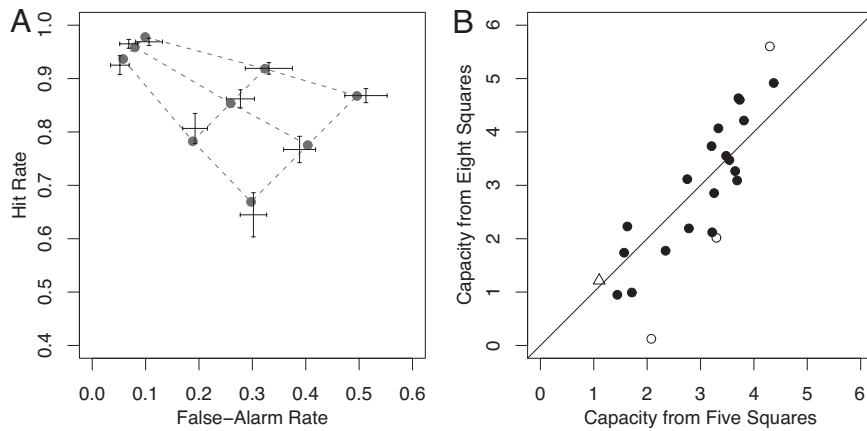 A
1.0
0.9
0.8
0.7
0.6
0.5
0.4
Hit Rate
0.0 0.1 0.2 0.3 0.4 0.5 0.6
False−Alarm Rate
B
6
5
4
3
2
1
0
Capacity from Eight Squares
0 1 2 3 4 5 6
Capacity from Five Squares